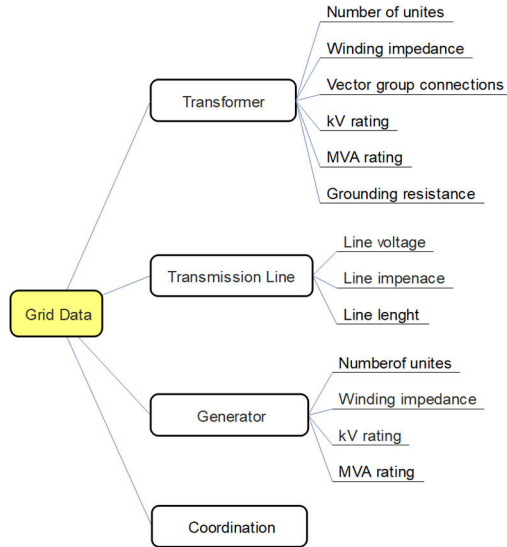 Number of unites
Winding impedance
Transformer
Vector group connections
kV rating
MVA rating
Grounding resistance
Line voltage
Transmission Line
Line impenace
Line lenght
Grid Data
Numberof unites
Winding impedance
Generator
kV rating
MVA rating
Coordination